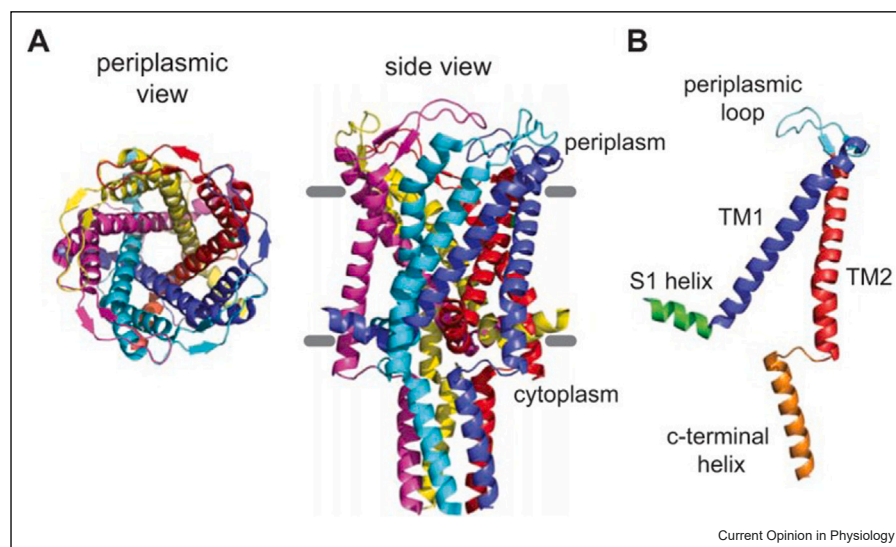 A
periplasmic
view
side view
periplasm
cytoplasm
B
periplasmic
loop
TM1
TM2
S1 helix
c-terminal
helix
Current Opinion in Physiology